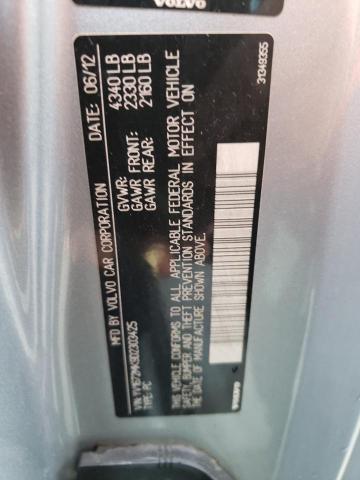 VOLVO
MFD BY VOLVO CAR CORPORATION DATE: 06/12
GVWR: 4340 LB
GAWR FRONT: 2330 LB
GAWR REAR: 2160 LB
VIN:
TYPE: PC
THIS VEHICLE CONFORMS TO ALL APPLICABLE FEDERAL MOTOR VEHICLE
SAFETY, BUMPER AND THEFT PREVENTION STANDARDS IN EFFECT ON
THE DATE OF MANUFACTURE SHOWN ABOVE.
VOLVO C 31349355